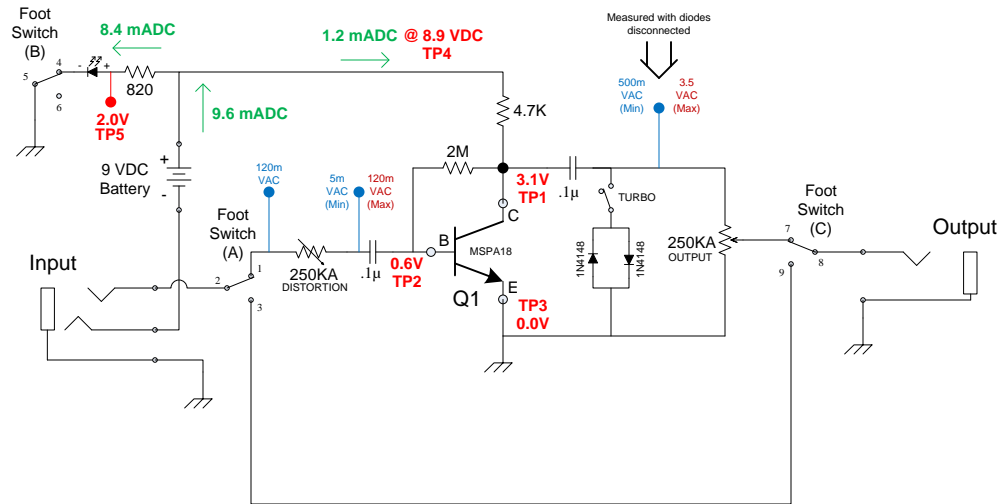 Foot
Switch
(B)
8.4 mADC
1.2 mADC @ 8.9 VDC
TP4
Measured with diodes
disconnected
5
4
6
-
+
820
2.0V
TP5
9.6 mADC
500m
VAC
(Min)
3.5
VAC
(Max)
4.7K
2M
+
9 VDC
Battery
-
120m
VAC
5m
VAC
(Min)
120m
VAC
(Max)
3.1V
TP1
.1µ
TURBO
Foot
Switch
(A)
Foot
Switch
(C)
C
B
MSPA18
E
Q1
1N4148
1N4148
250KA
OUTPUT
7
8
9
Output
Input
1
2
3
250KA
DISTORTION
.1µ
0.6V
TP2
TP3
0.0V